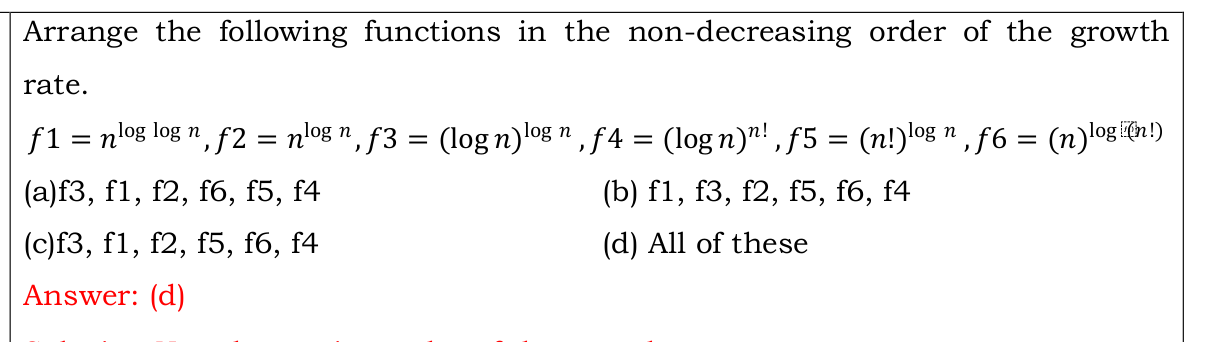 Arrange the following functions in the non-decreasing order of the growth
rate.
f1 = n^{log log n}, f2 = n^{log n}, f3 = (log n)^{log n}, f4 = (log n)^{n!}, f5 = (n!)^{log n}, f6 = (n)^{log (n!)}
(a)f3, f1, f2, f6, f5, f4 (b) f1, f3, f2, f5, f6, f4
(c)f3, f1, f2, f5, f6, f4 (d) All of these
Answer: (d)